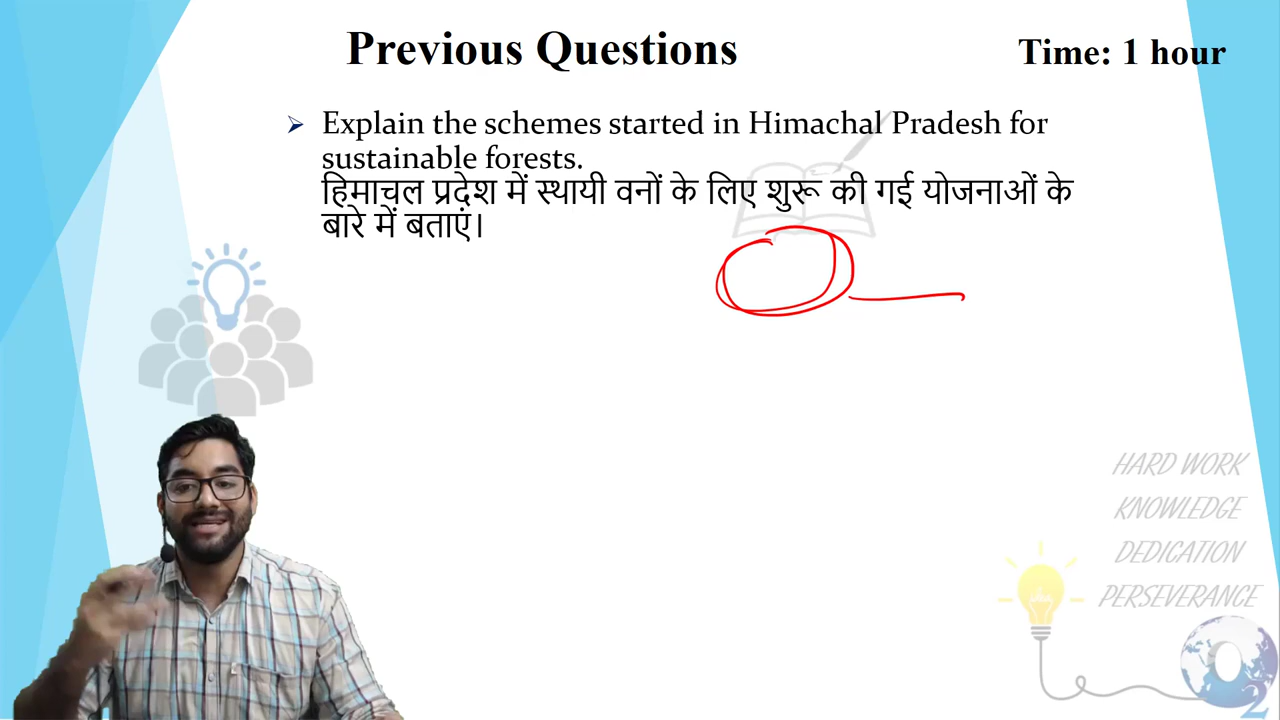 Previous Questions
Time: 1 hour
Explain the schemes started in Himachal Pradesh for
sustainable forests.
हिमाचल प्रदेश में स्थायी वनों के लिए शुरू की गई योजनाओं के
बारे में बताएं।
HARD WORK
KNOWLEDGE
DEDICATION
PERSEVERANCE
O2